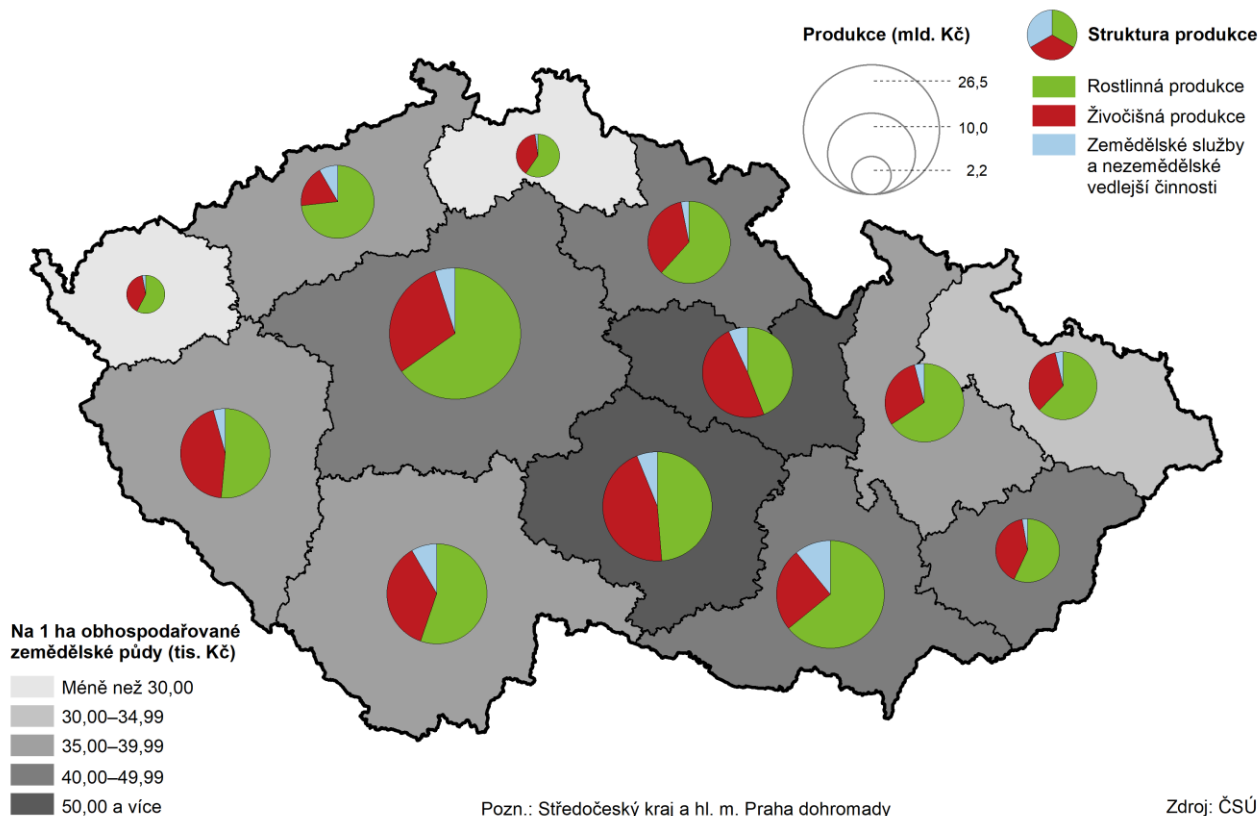 Produkce (mld. Kč)
26,5
10,0
2,2
Struktura produkce
Rostlinná produkce
Živočišná produkce
Zemědělské služby
a nezemědělské
vedlejší činnosti
Na 1 ha obhospodařované
zemědělské půdy (tis. Kč)
Méně než 30,00
30,00–34,99
35,00–39,99
40,00–49,99
50,00 a více
Pozn.: Středočeský kraj a hl. m. Praha dohromady
Zdroj: ČSÚ